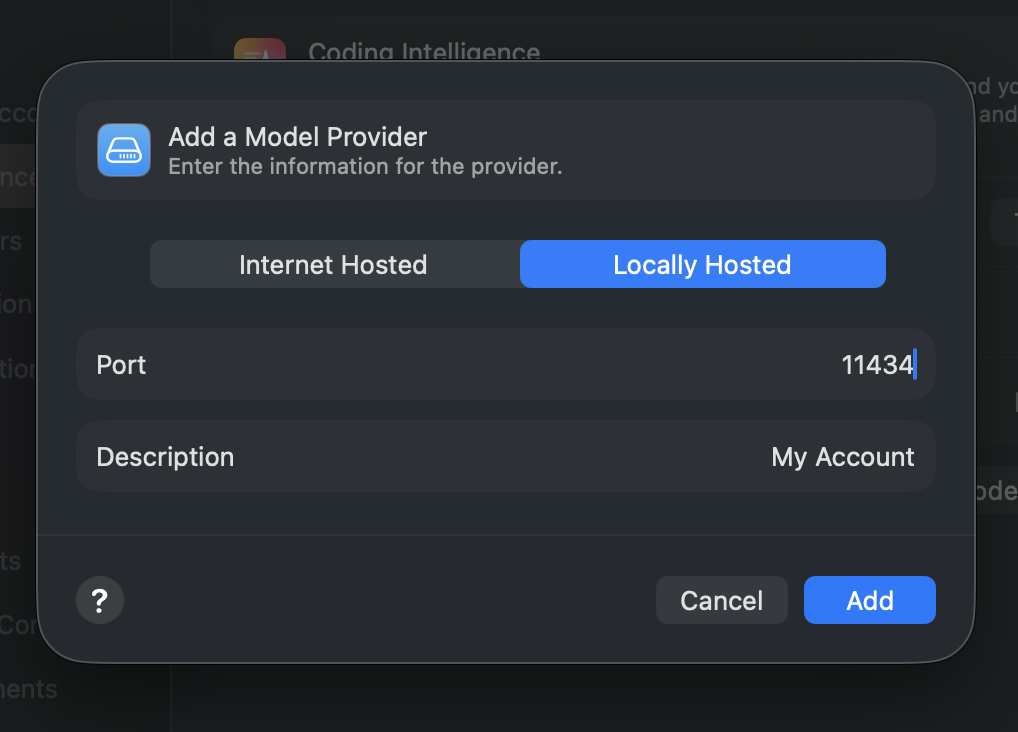 Coding Intelligence
Add a Model Provider
Enter the information for the provider.
Internet Hosted
Locally Hosted
Port
11434
Description
My Account
?
Cancel
Add